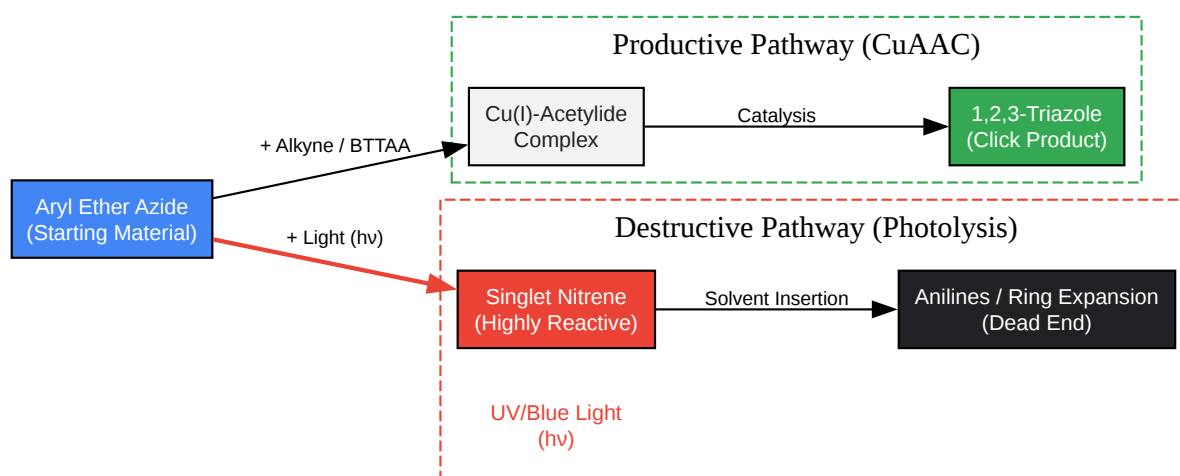 Productive Pathway (CuAAC)
Cu(I)-Acetylide
Complex
Catalysis
1,2,3-Triazole
(Click Product)
+ Alkyne / BTTAA
Aryl Ether Azide
(Starting Material)
+ Light (hν)
Destructive Pathway (Photolysis)
Singlet Nitrene
(Highly Reactive)
Solvent Insertion
Anilines / Ring Expansion
(Dead End)
UV/Blue Light
(hν)